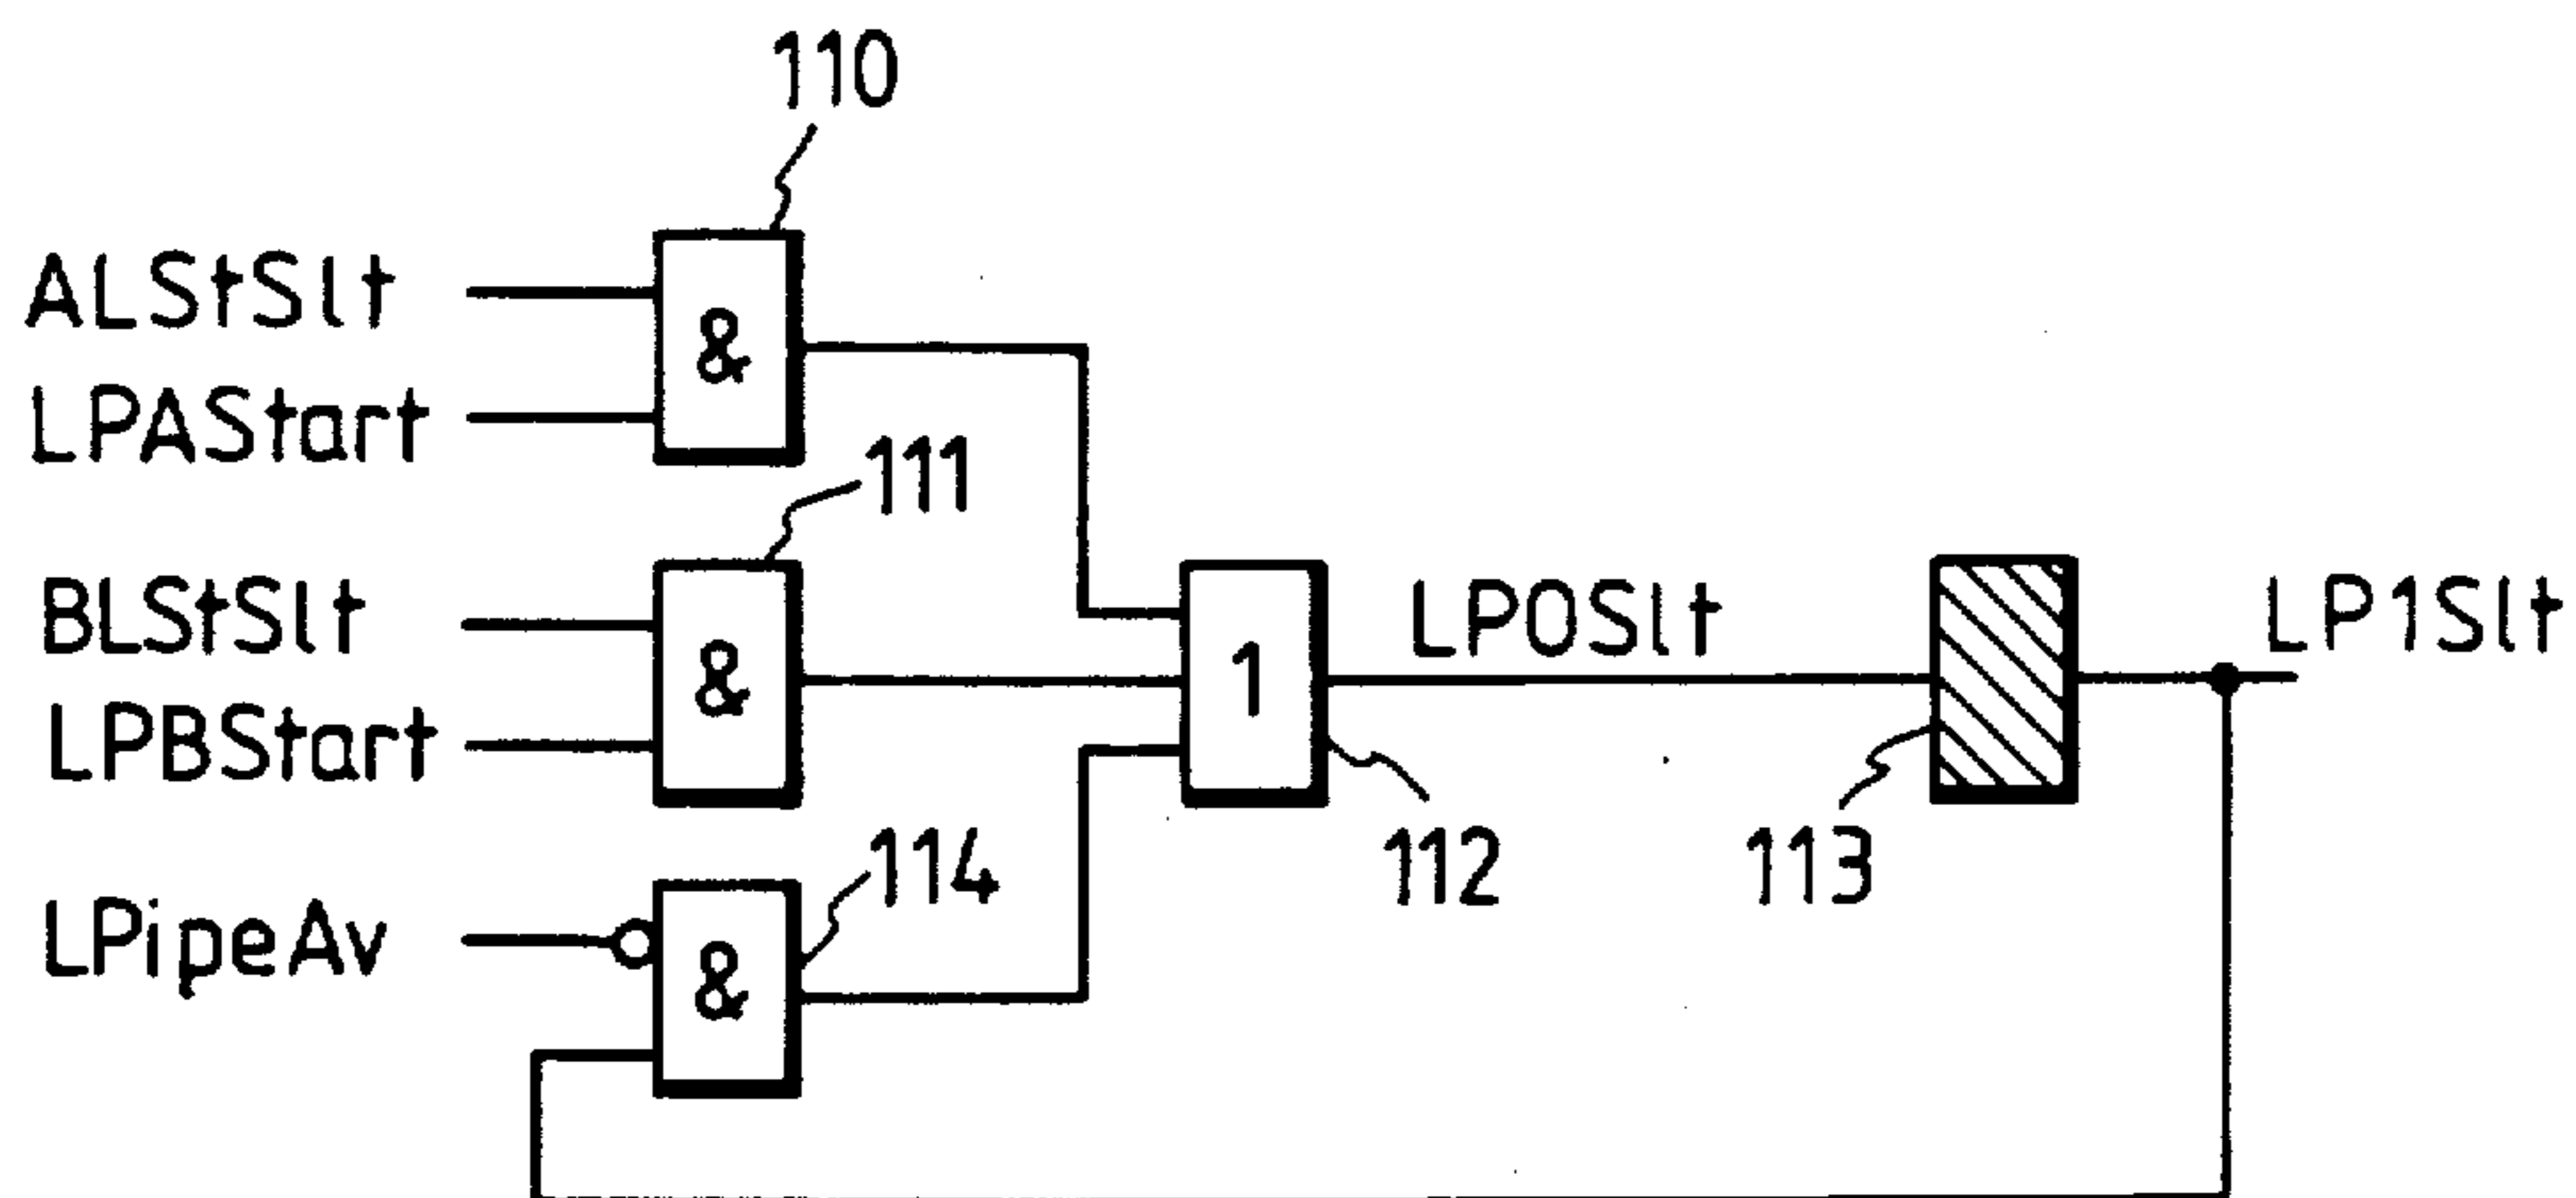 110
ALStSlt
&
LPAStart
111
BLStSlt
&
LPBStart
1
LP0Slt
LP1Slt
112
113
114
LPipeAv
&